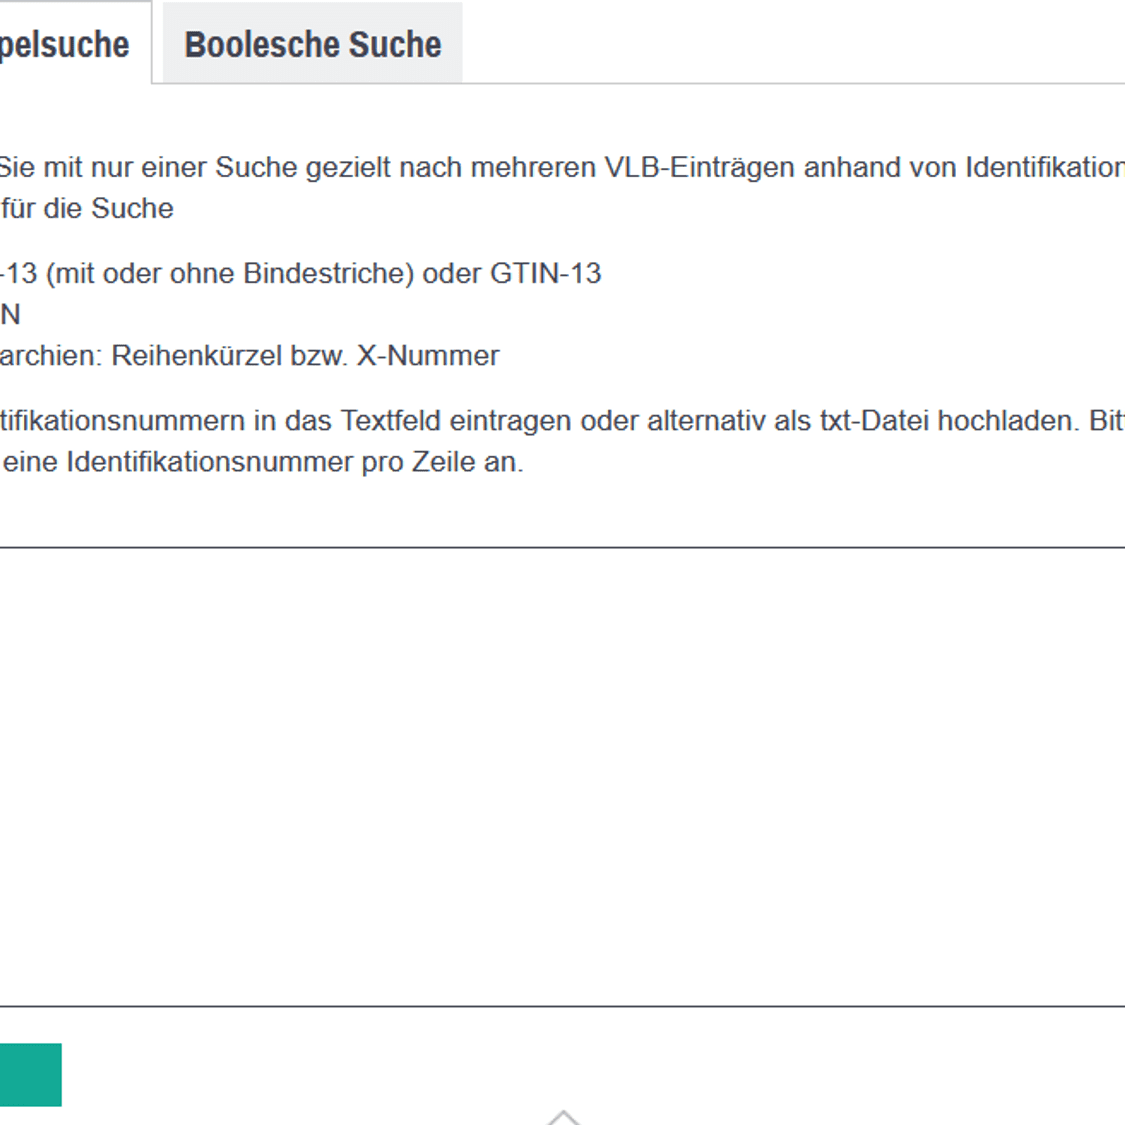 pelsuche Boolesche Suche
Sie mit nur einer Suche gezielt nach mehreren VLB-Einträgen anhand von Identifikation
für die Suche
-13 (mit oder ohne Bindestriche) oder GTIN-13
N
archien: Reihenkürzel bzw. X-Nummer
tifikationsnummern in das Textfeld eintragen oder alternativ als txt-Datei hochladen. Bit
eine Identifikationsnummer pro Zeile an.